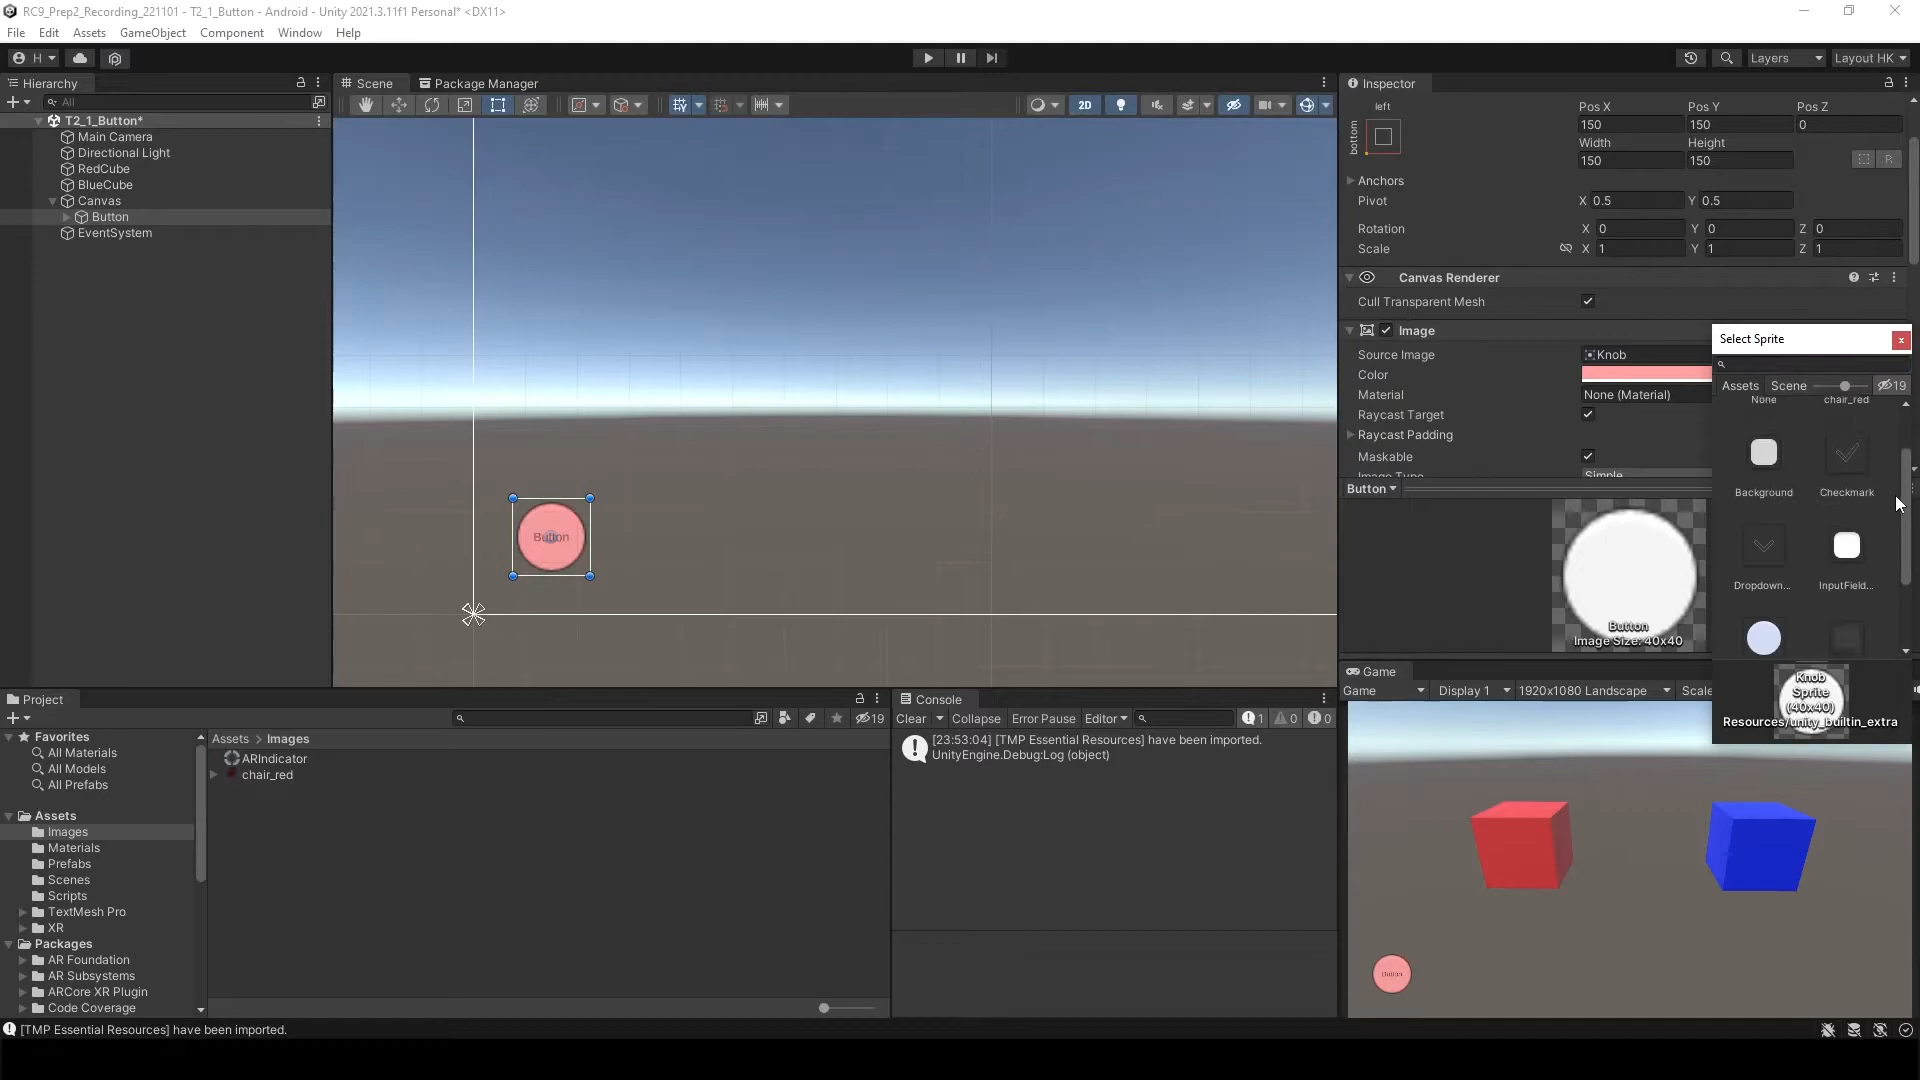 RC9_Prep2_Recording_221101 - T2_1_Button - Android - Unity 2021.3.11f1 Personal* <DX11>
File Edit Assets GameObject Component Window Help
H
Layers
Layout HK
Hierarchy
All
T2_1_Button*
Main Camera
Directional Light
RedCube
BlueCube
Canvas
Button
EventSystem
Scene
Package Manager
2D
Button
Inspector
left
bottom
Pos X Pos Y Pos Z
150 150 0
Width Height
150 150
R
Anchors
Pivot X 0.5 Y 0.5
Rotation X 0 Y 0 Z 0
Scale X 1 Y 1 Z 1
Canvas Renderer
Cull Transparent Mesh
Image
Source Image Knob
Color
Material None (Material)
Raycast Target
Raycast Padding
Maskable
Image Type Simple
Button
Button
Image Size: 40x40
Select Sprite
x
Assets Scene 19
None chair_red
Background Checkmark
Dropdown... InputField...
Knob
Sprite
(40x40)
Resources/unity_builtin_extra
Game
Game Display 1 1920x1080 Landscape Scale
Button
Project
19
Favorites
All Materials
All Models
All Prefabs
Assets
Images
Materials
Prefabs
Scenes
Scripts
TextMesh Pro
XR
Packages
AR Foundation
AR Subsystems
ARCore XR Plugin
Code Coverage
Assets > Images
ARIndicator
chair_red
Console
Clear Collapse Error Pause Editor 1 0 0
[23:53:04] [TMP Essential Resources] have been imported.
UnityEngine.Debug:Log (object)
[TMP Essential Resources] have been imported.